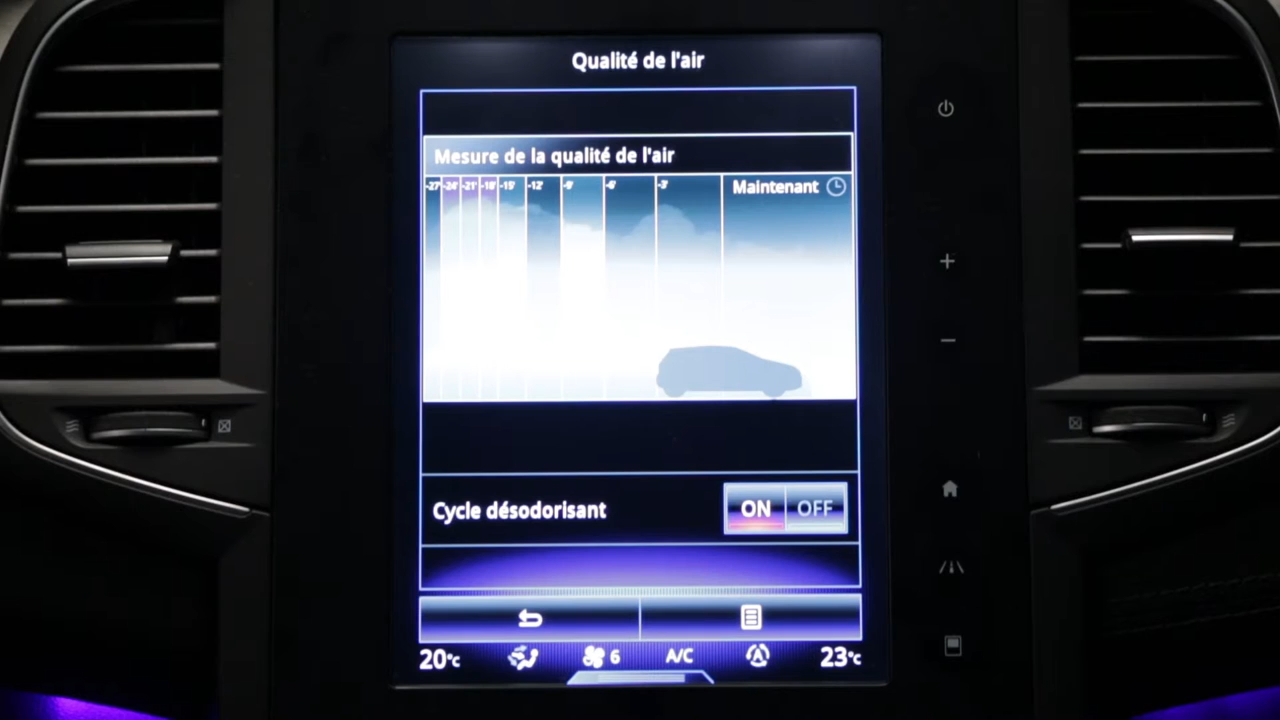 Qualité de l'air
Mesure de la qualité de l'air
-27' -24' -21' -18' -15' -12' -9' -6' -3' Maintenant
Cycle désodorisant ON OFF
20°C 6 A/C 23°C